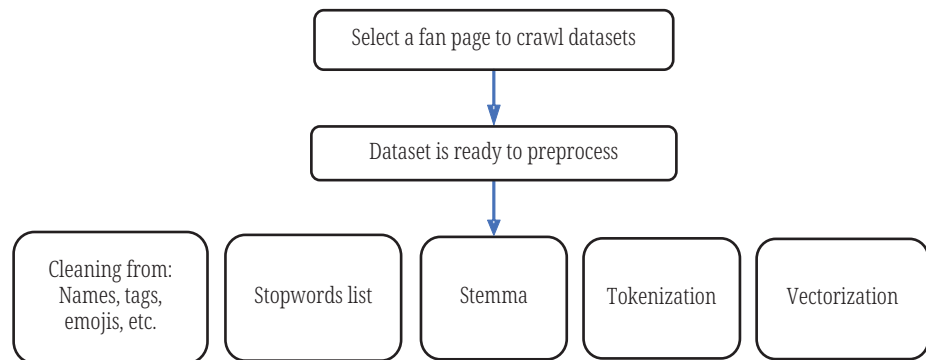 Select a fan page to crawl datasets
Dataset is ready to preprocess
Cleaning from:
Names, tags,
emojis, etc.
Stopwords list
Stemma
Tokenization
Vectorization